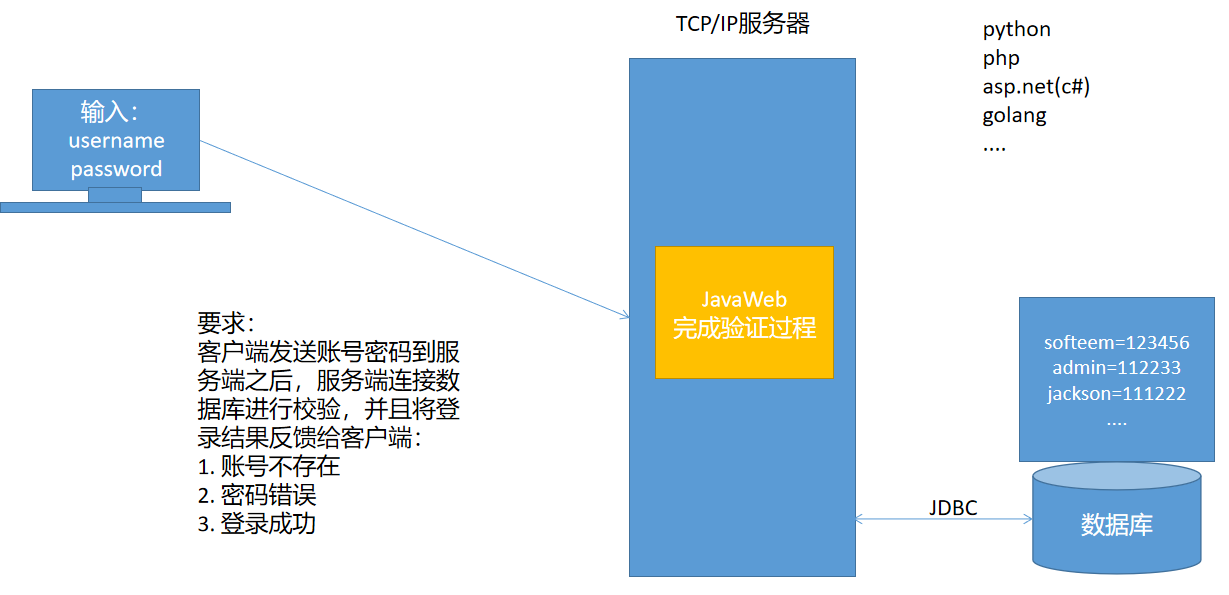 TCP/IP服务器
python
php
asp.net(c#)
golang
....
输入：
username
password
JavaWeb
完成验证过程
要求：
客户端发送账号密码到服
务端之后，服务端连接数
据库进行校验，并且将登
录结果反馈给客户端：
1. 账号不存在
2. 密码错误
3. 登录成功
softeem=123456
admin=112233
jackson=111222
....
JDBC
数据库